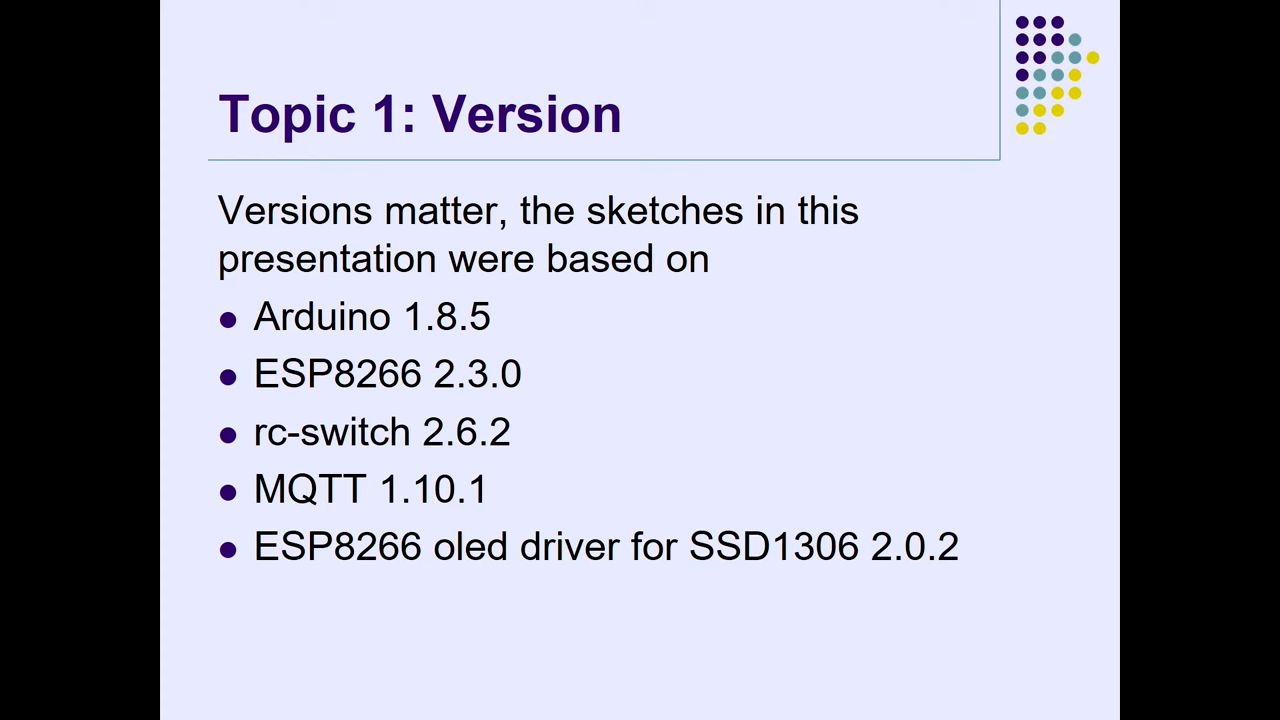 Topic 1: Version
Versions matter, the sketches in this
presentation were based on
Arduino 1.8.5
ESP8266 2.3.0
rc-switch 2.6.2
MQTT 1.10.1
ESP8266 oled driver for SSD1306 2.0.2